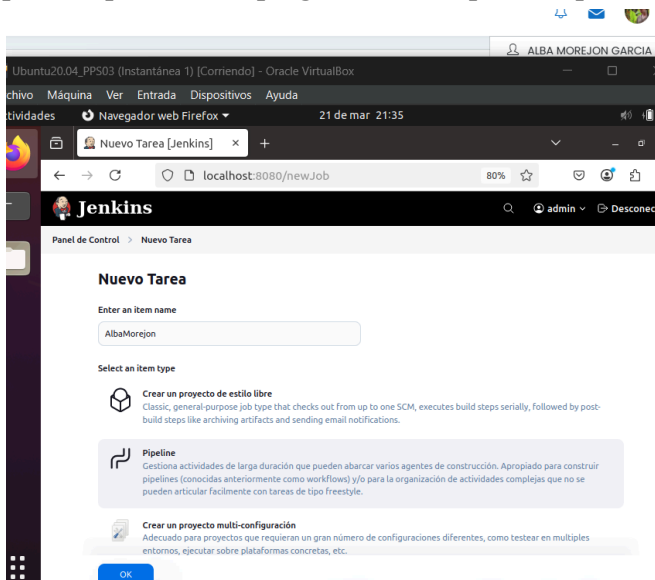 ALBA MOREJON GARCIA
Ubuntu20.04_PPS03 (Instantánea 1) [Corriendo] - Oracle VirtualBox
chivo Máquina Ver Entrada Dispositivos Ayuda
ctividades Navegador web Firefox 21 de mar 21:35
Nuevo Tarea [Jenkins]
localhost:8080/newJob 80%
Jenkins admin Desconec
Panel de Control > Nuevo Tarea
Nuevo Tarea
Enter an item name
AlbaMorejon
Select an item type
Crear un proyecto de estilo libre
Classic, general-purpose job type that checks out from up to one SCM, executes build steps serially, followed by post-
build steps like archiving artifacts and sending email notifications.
Pipeline
Gestiona actividades de larga duración que pueden abarcar varios agentes de construcción. Apropiado para construir
pipelines (conocidas anteriormente como workflows) y/o para la organización de actividades complejas que no se
pueden articular facilmente con tareas de tipo freestyle.
Crear un proyecto multi-configuración
Adecuado para proyectos que requieran un gran número de configuraciones diferentes, como testear en multiples
entornos, ejecutar sobre plataformas concretas, etc.
OK